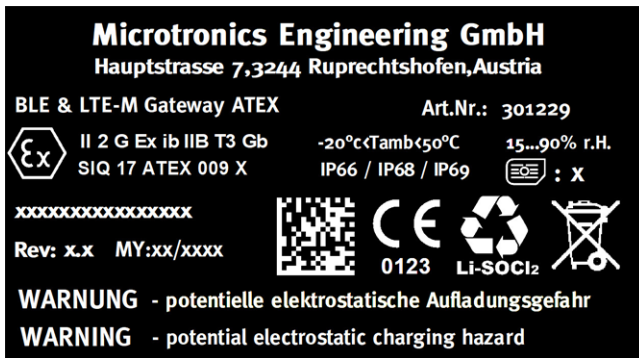 Microtronics Engineering GmbH
Hauptstrasse 7,3244 Ruprechtshofen,Austria
BLE & LTE-M Gateway ATEX Art.Nr.: 301229
Ex II 2 G Ex ib IIB T3 Gb -20°C<Tamb<50°C 15...90% r.H.
SIQ 17 ATEX 009 X IP66 / IP68 / IP69 : X
xxxxxxxxxxxxxxxx
Rev: x.x MY:xx/xxxx CE
0123 Li-SOCl₂
WARNUNG - potentielle elektrostatische Aufladungsgefahr
WARNING - potential electrostatic charging hazard